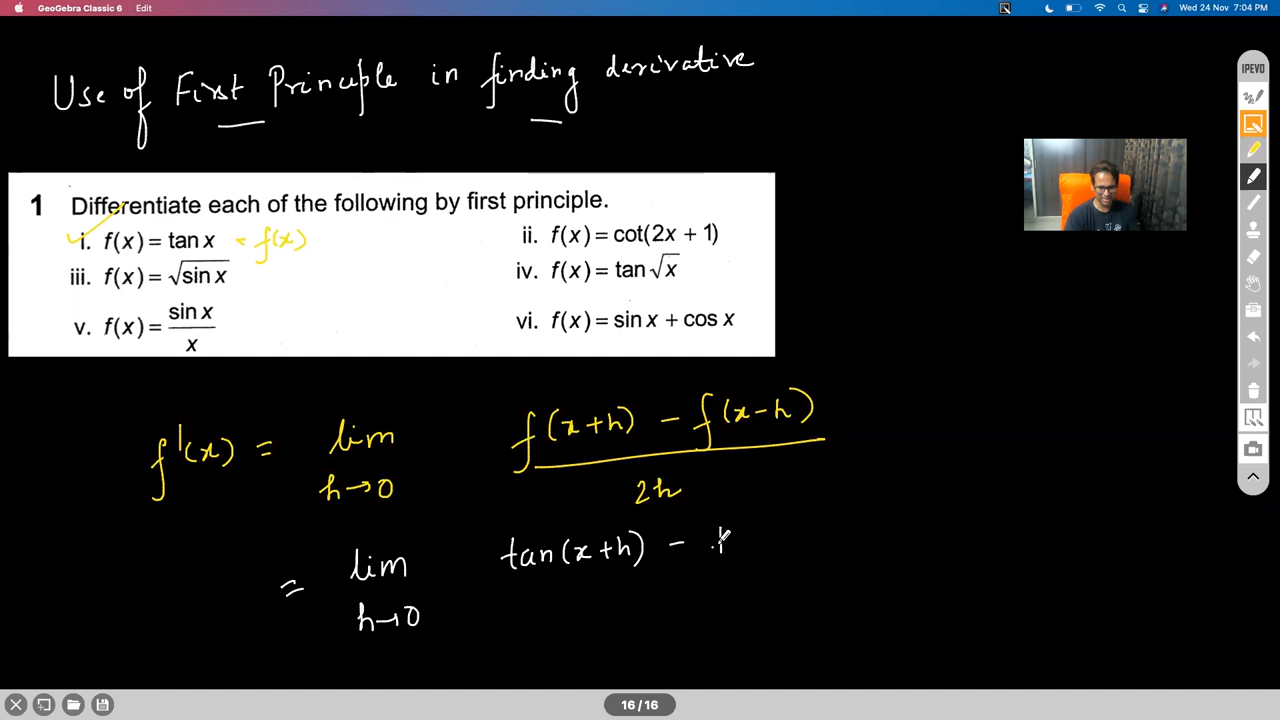 GeoGebra Classic 6 Edit Wed 24 Nov 7:04 PM
Use of First Principle in finding derivative
IPEVO
1 Differentiate each of the following by first principle.
i. f(x) = tan x = f(x) ii. f(x) = cot(2x + 1)
iii. f(x) = √sin x iv. f(x) = tan √x
v. f(x) = sin x / x vi. f(x) = sin x + cos x
f'(x) = lim h→0 f(x+h) − f(x−h) / 2h
= lim h→0 tan(x+h) −
16/16